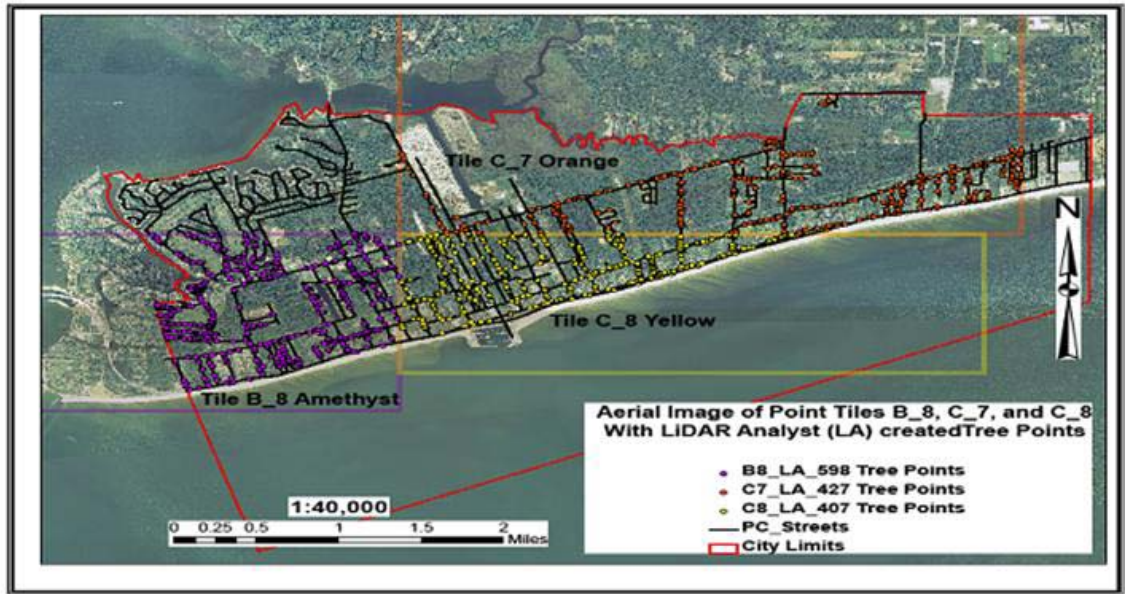 Tile C_7 Orange
Tile C_8 Yellow
Tile B_8 Amethyst
N
Aerial Image of Point Tiles B_8, C_7, and C_8
With LiDAR Analyst (LA) createdTree Points
B8_LA_598 Tree Points
C7_LA_427 Tree Points
C8_LA_407 Tree Points
PC_Streets
City Limits
1:40,000
0 0.25 0.5 1 1.5 2
Miles